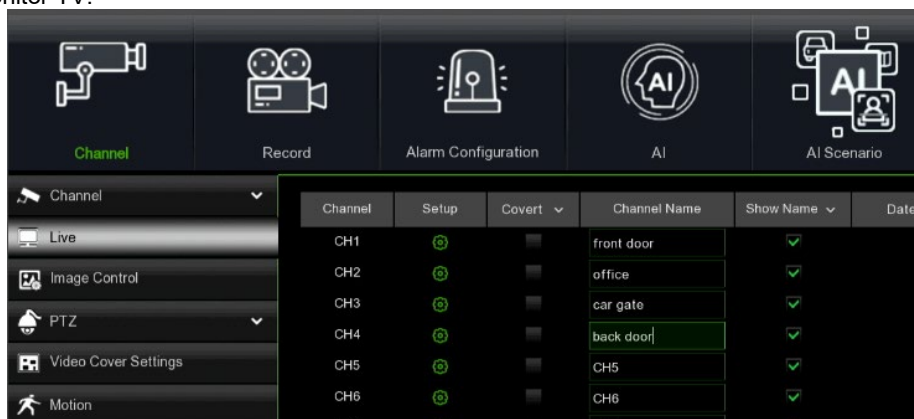 Channel Record Alarm Configuration AI AI Scenario
Channel
Live
Image Control
PTZ
Video Cover Settings
Motion
Channel Setup Covert Channel Name Show Name Date
CH1 front door
CH2 office
CH3 car gate
CH4 back door
CH5 CH5
CH6 CH6